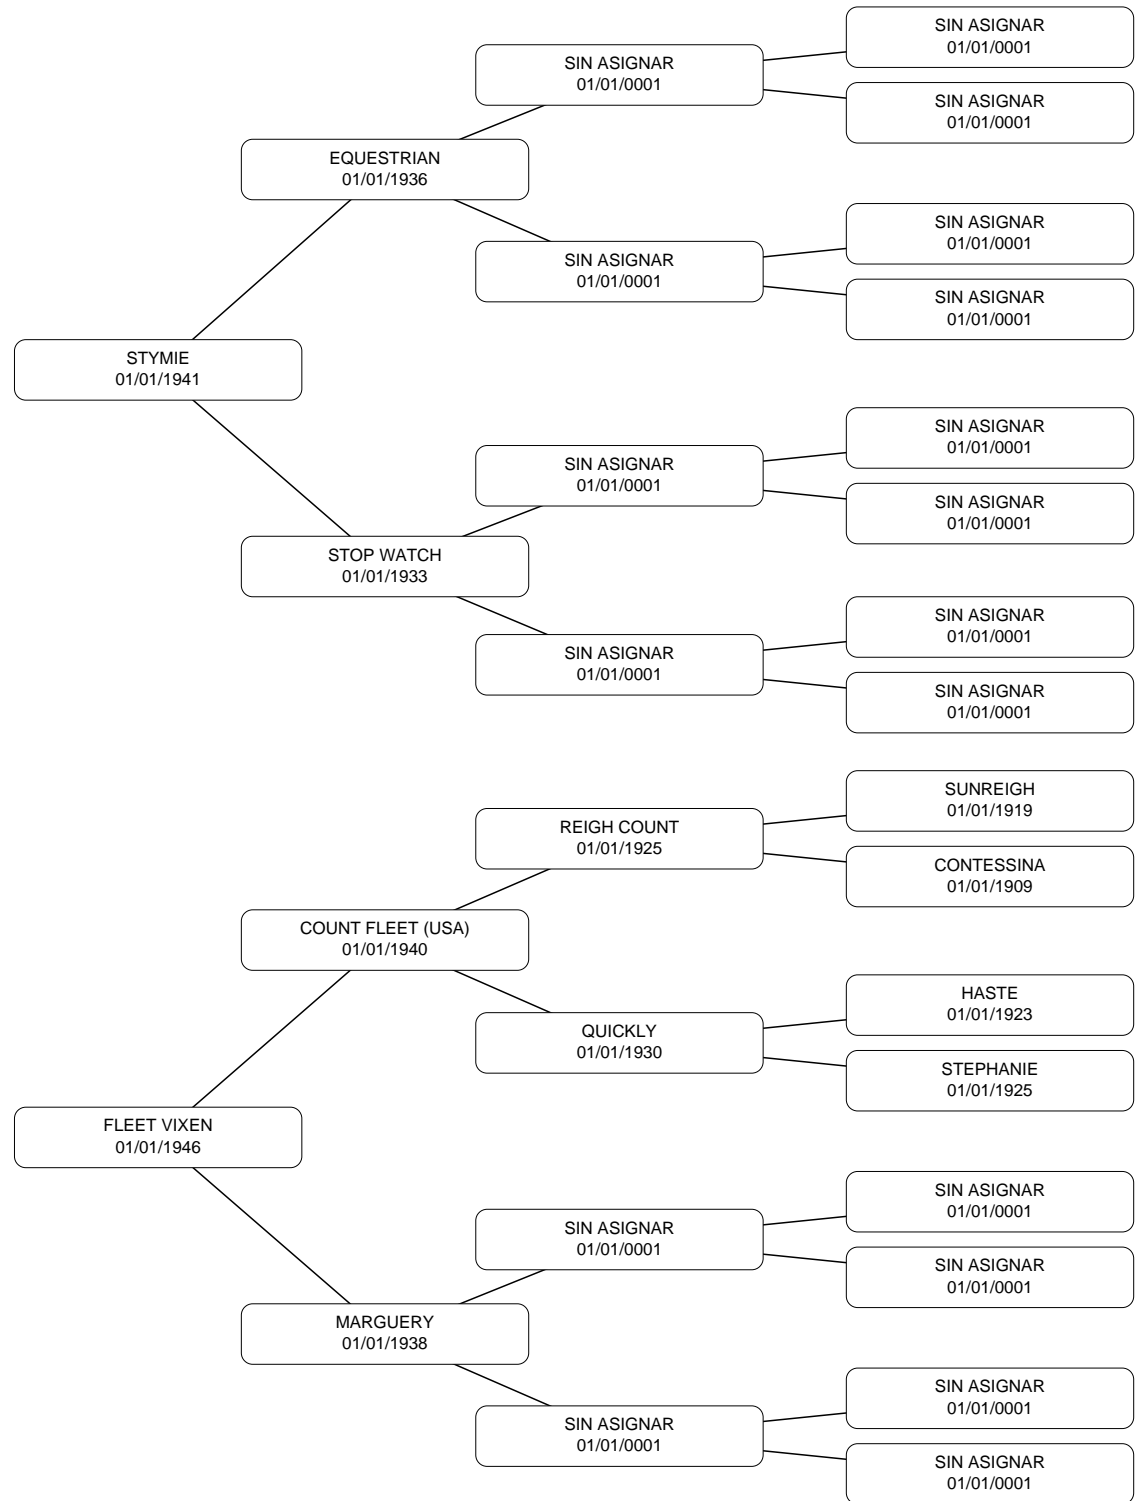 SIN ASIGNAR
01/01/0001
SIN ASIGNAR
01/01/0001
SIN ASIGNAR
01/01/0001
EQUESTRIAN
01/01/1936
SIN ASIGNAR
01/01/0001
SIN ASIGNAR
01/01/0001
SIN ASIGNAR
01/01/0001
STYMIE
01/01/1941
SIN ASIGNAR
01/01/0001
SIN ASIGNAR
01/01/0001
SIN ASIGNAR
01/01/0001
STOP WATCH
01/01/1933
SIN ASIGNAR
01/01/0001
SIN ASIGNAR
01/01/0001
SIN ASIGNAR
01/01/0001
SUNREIGH
01/01/1919
REIGH COUNT
01/01/1925
CONTESSINA
01/01/1909
COUNT FLEET (USA)
01/01/1940
HASTE
01/01/1923
QUICKLY
01/01/1930
STEPHANIE
01/01/1925
FLEET VIXEN
01/01/1946
SIN ASIGNAR
01/01/0001
SIN ASIGNAR
01/01/0001
SIN ASIGNAR
01/01/0001
MARGUERY
01/01/1938
SIN ASIGNAR
01/01/0001
SIN ASIGNAR
01/01/0001
SIN ASIGNAR
01/01/0001